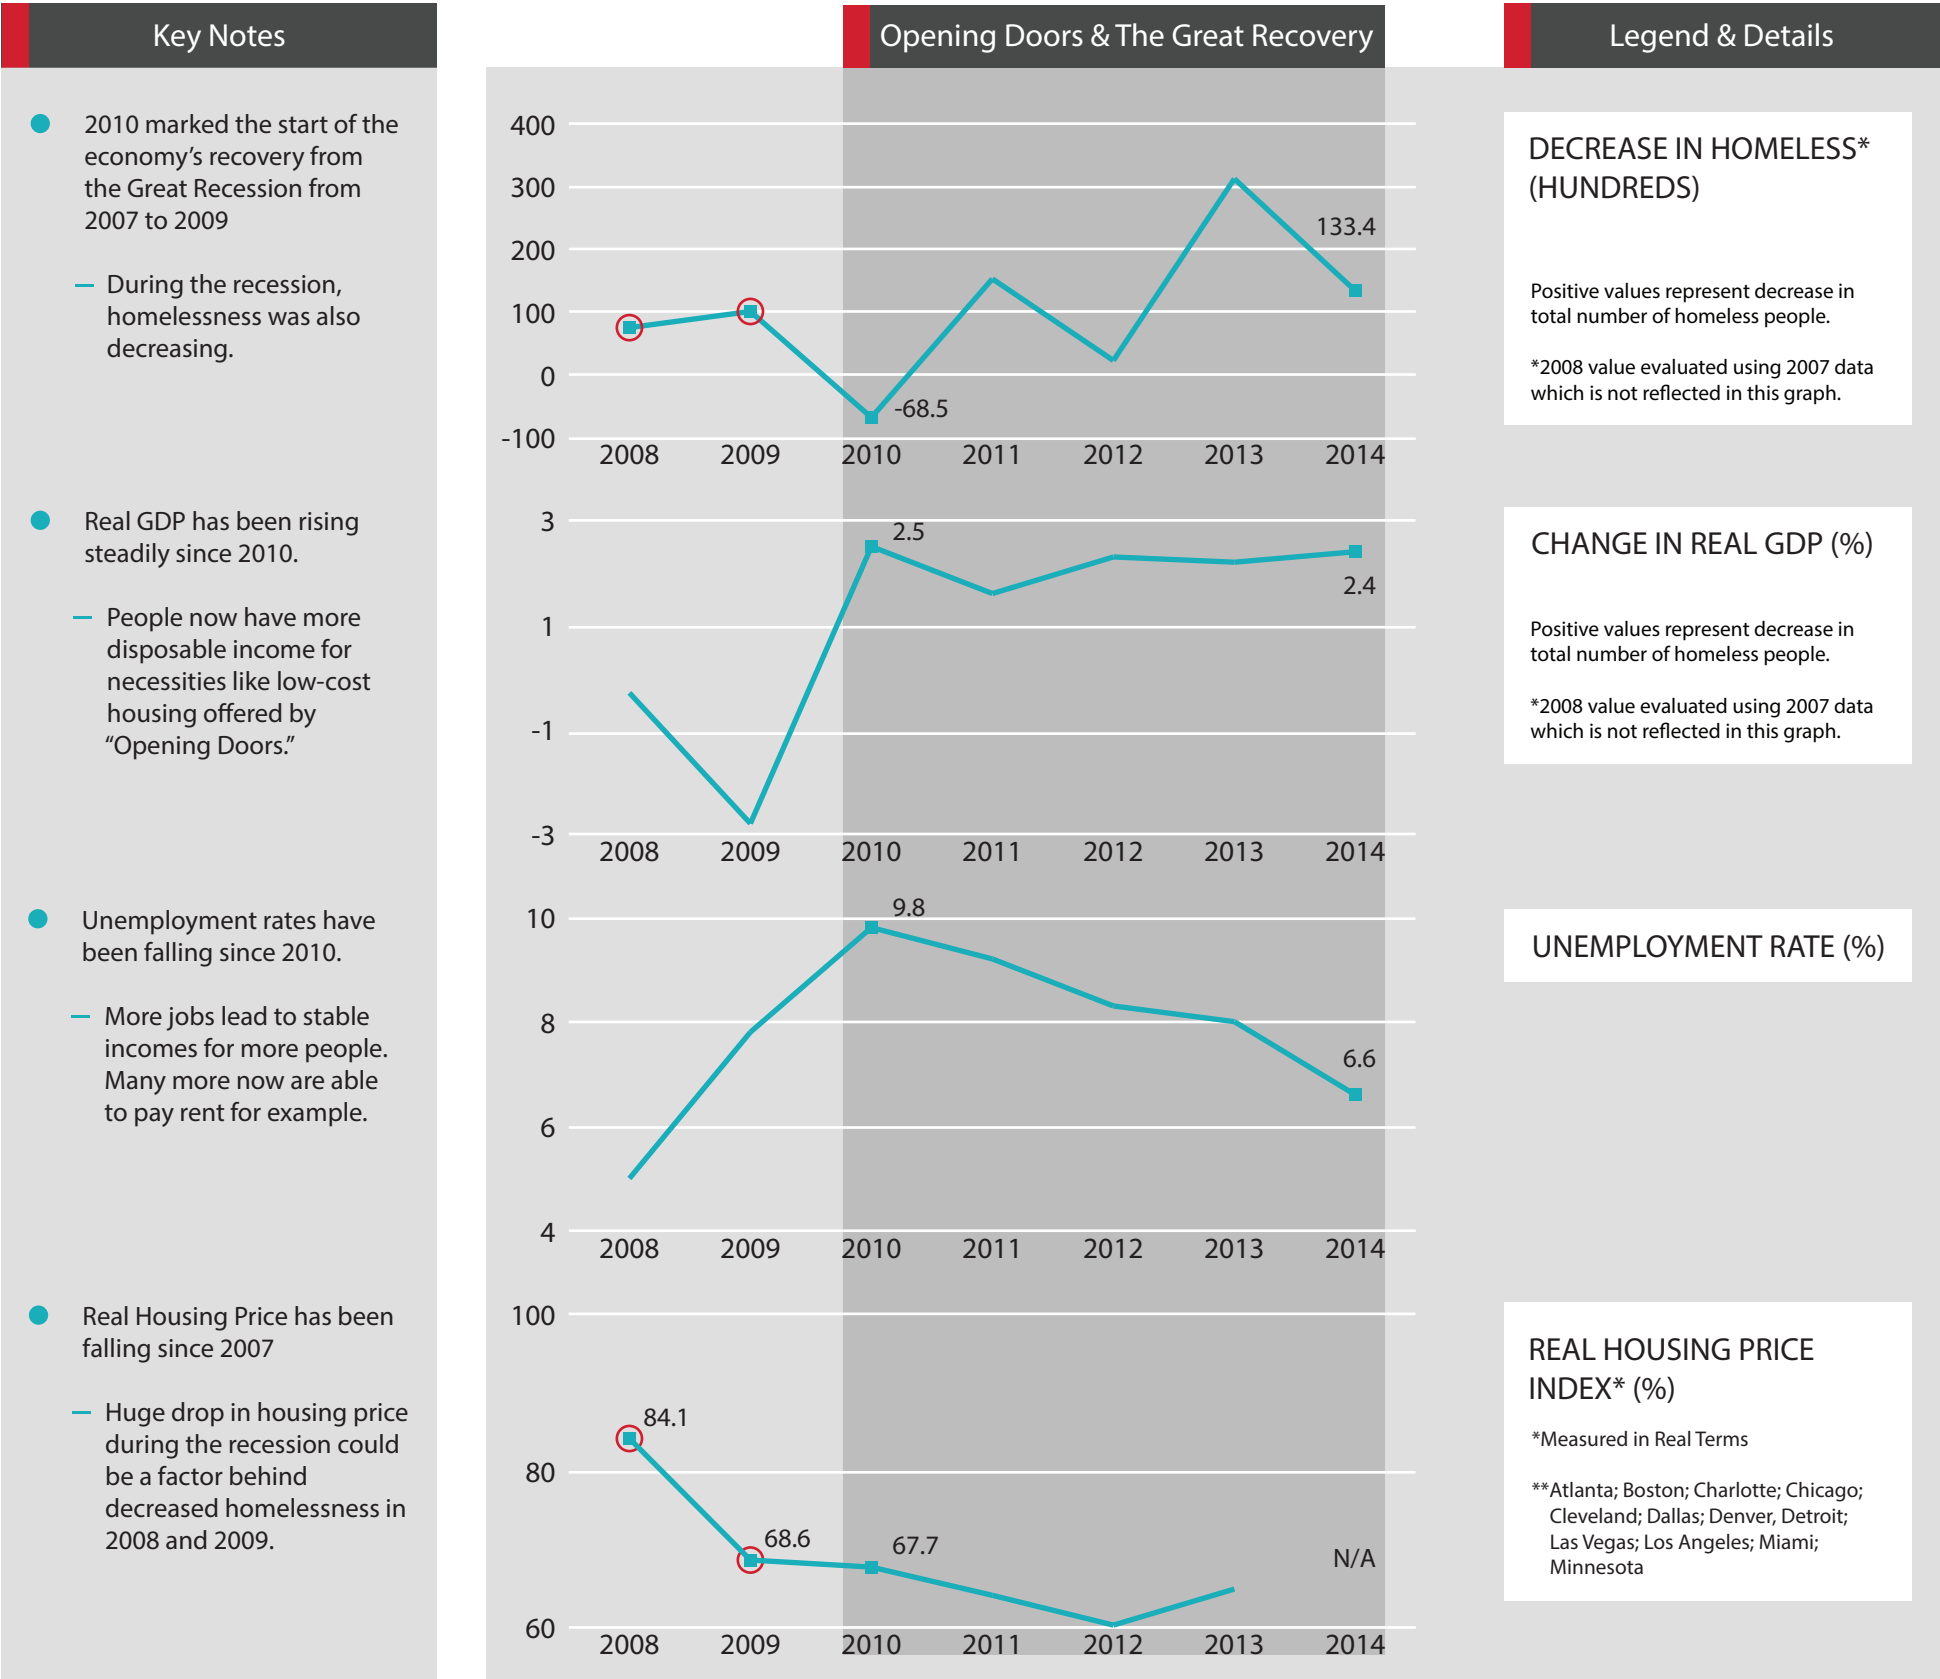 Key Notes
2010 marked the start of the
economy’s recovery from
the Great Recession from
2007 to 2009
– During the recession,
homelessness was also
decreasing.
Real GDP has been rising
steadily since 2010.
– People now have more
disposable income for
necessities like low-cost
housing offered by
“Opening Doors.”
Unemployment rates have
been falling since 2010.
– More jobs lead to stable
incomes for more people.
Many more now are able
to pay rent for example.
Real Housing Price has been
falling since 2007
– Huge drop in housing price
during the recession could
be a factor behind
decreased homelessness in
2008 and 2009.
Opening Doors & The Great Recovery
400
300
200
100
0
-100
133.4
-68.5
2008 2009 2010 2011 2012 2013 2014
3
1
-1
-3
2.5
2.4
2008 2009 2010 2011 2012 2013 2014
10
8
6
4
9.8
6.6
2008 2009 2010 2011 2012 2013 2014
100
80
60
84.1
68.6
67.7
N/A
2008 2009 2010 2011 2012 2013 2014
Legend & Details
DECREASE IN HOMELESS*
(HUNDREDS)
Positive values represent decrease in
total number of homeless people.
*2008 value evaluated using 2007 data
which is not reflected in this graph.
CHANGE IN REAL GDP (%)
Positive values represent decrease in
total number of homeless people.
*2008 value evaluated using 2007 data
which is not reflected in this graph.
UNEMPLOYMENT RATE (%)
REAL HOUSING PRICE
INDEX* (%)
*Measured in Real Terms
**Atlanta; Boston; Charlotte; Chicago;
Cleveland; Dallas; Denver, Detroit;
Las Vegas; Los Angeles; Miami;
Minnesota